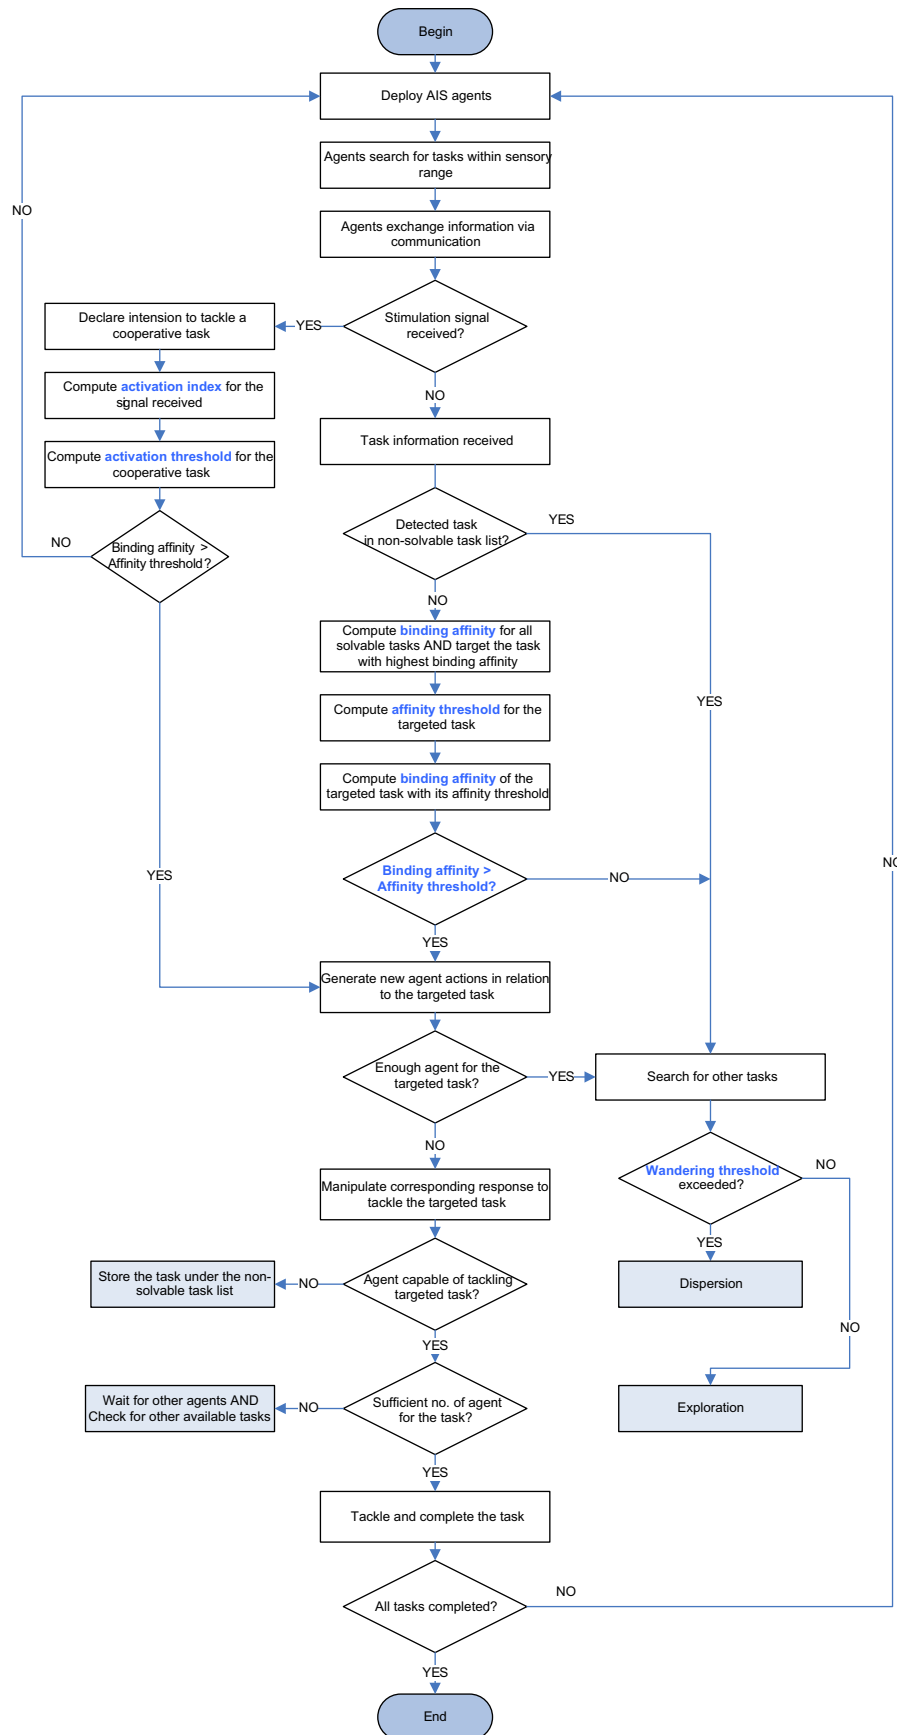 Begin
Deploy AIS agents
Agents search for tasks within sensory
range
NO
Agents exchange information via
communication
Declare intension to tackle a
cooperative task
YES
Stimulation signal
received?
Compute activation index for the
signal received
NO
Task information received
Compute activation threshold for the
cooperative task
NO
Binding affinity >
Affinity threshold?
Detected task
in non-solvable task list?
YES
NO
Compute binding affinity for all
solvable tasks AND target the task
with highest binding affinity
YES
Compute affinity threshold for the
targeted task
Compute binding affinity of the
targeted task with its affinity threshold
YES
Binding affinity >
Affinity threshold?
NO
NO
YES
Generate new agent actions in relation
to the targeted task
Enough agent for the
targeted task?
YES
Search for other tasks
NO
Manipulate corresponding response to
tackle the targeted task
Wandering threshold
exceeded?
NO
YES
Store the task under the non-
solvable task list
NO
Agent capable of tackling
targeted task?
Dispersion
NO
YES
Wait for other agents AND
Check for other available tasks
NO
Sufficient no. of agent
for the task?
Exploration
YES
Tackle and complete the task
All tasks completed?
NO
YES
End